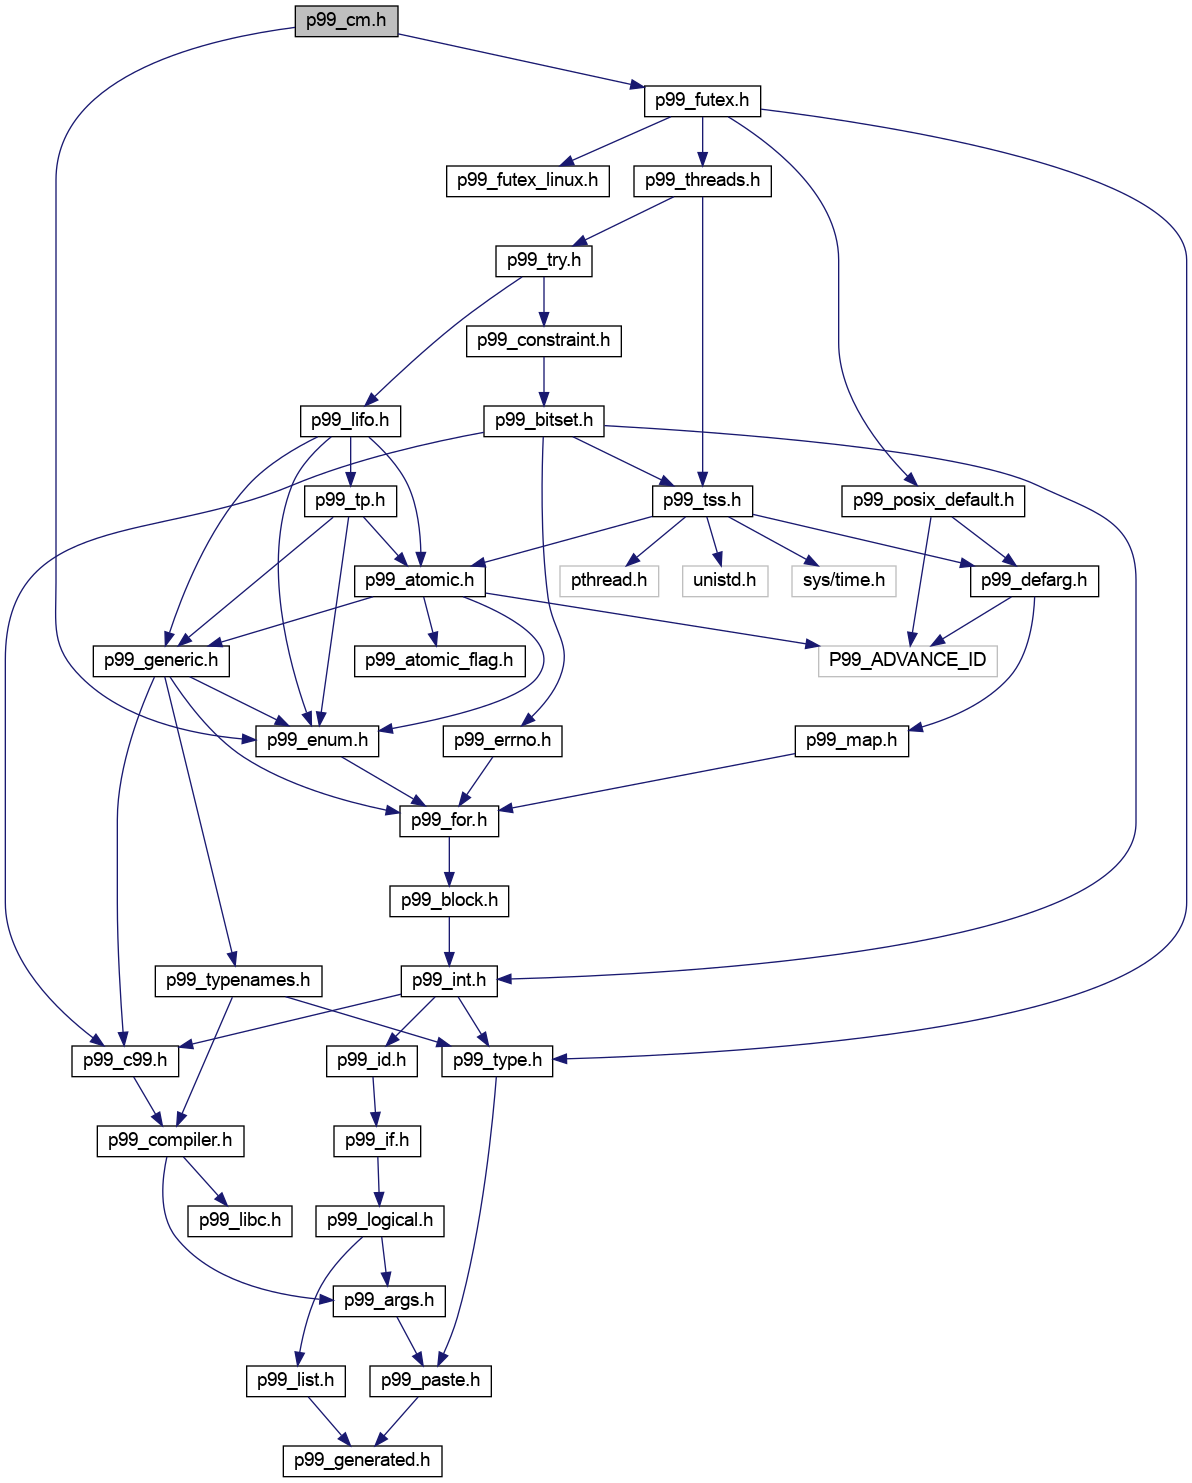 p99_cm.h
p99_futex.h
p99_futex_linux.h
p99_threads.h
p99_try.h
p99_constraint.h
p99_lifo.h
p99_bitset.h
p99_tp.h
p99_tss.h
p99_posix_default.h
p99_atomic.h
pthread.h
unistd.h
sys/time.h
p99_defarg.h
p99_generic.h
p99_atomic_flag.h
P99_ADVANCE_ID
p99_enum.h
p99_errno.h
p99_map.h
p99_for.h
p99_block.h
p99_typenames.h
p99_int.h
p99_c99.h
p99_id.h
p99_type.h
p99_compiler.h
p99_if.h
p99_libc.h
p99_logical.h
p99_args.h
p99_list.h
p99_paste.h
p99_generated.h